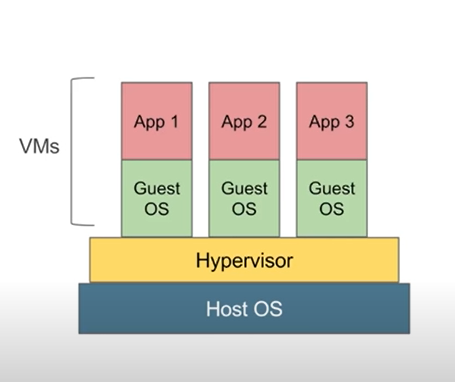 App 1
App 2
App 3
VMs
Guest
OS
Guest
OS
Guest
OS
Hypervisor
Host OS